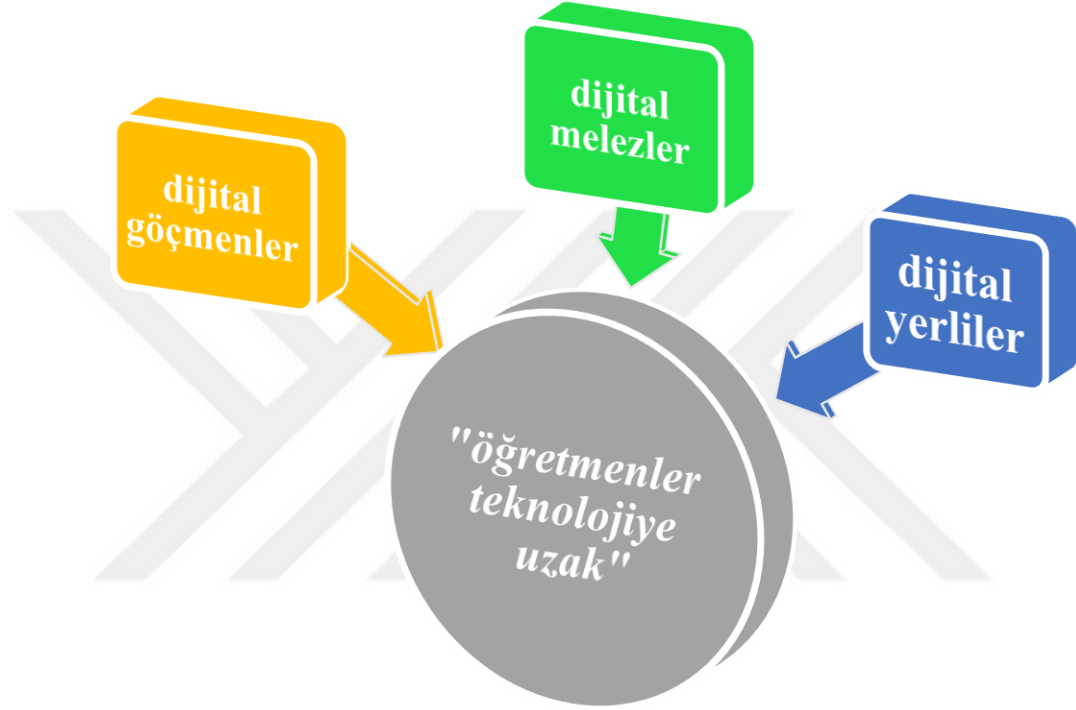 dijital
melezler
dijital
göçmenler
dijital
yerliler
"öğretmenler
teknolojiye
uzak"